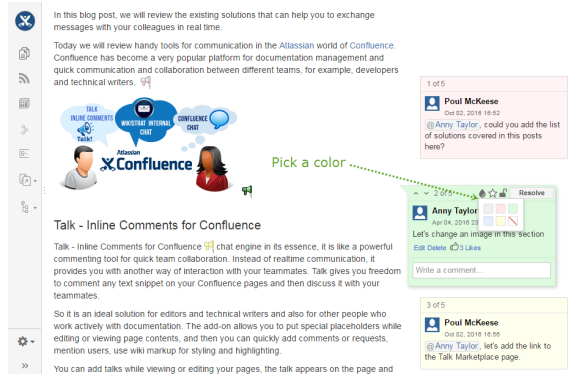 In this blog post, we will review the existing solutions that can help you to exchange
messages with your colleagues in real time.
Today we will review handy tools for communication in the Atlassian world of Confluence.
Confluence has become a very popular platform for documentation management and
quick communication and collaboration between different teams, for example, developers
and technical writers.
TALK
INLINE COMMENTS
Talk!
WIKISTRAT INTERNAL
CHAT
CONFLUENCE
CHAT
Atlassian
Confluence
Pick a color
Talk - Inline Comments for Confluence
Talk - Inline Comments for Confluence chat engine in its essence, it is like a powerful
commenting tool for quick team collaboration. Instead of realtime communication, it
provides you with another way of interaction with your teammates. Talk gives you freedom
to comment any text snippet on your Confluence pages and then discuss it with your
teammates.
So it is an ideal solution for editors and technical writers and also for other people who
work actively with documentation. The add-on allows you to put special placeholders while
editing or viewing page contents, and then you can quickly add comments or requests,
mention users, use wiki markup for styling and highlighting.
You can add talks while viewing or editing your pages, the talk appears on the page and
1 of 5
Poul McKeese
Oct 02, 2016 16:52
@Anny Taylor, could you add the list
of solutions covered in this posts
here?
2 of 5
Resolve
Anny Taylor
Apr 04, 2016 23
Let's change an image in this section
Edit Delete 3 Likes
Write a comment...
3 of 5
Poul McKeese
Oct 02, 2016 16:56
@Anny Taylor, let's add the link to
the Talk Marketplace page.